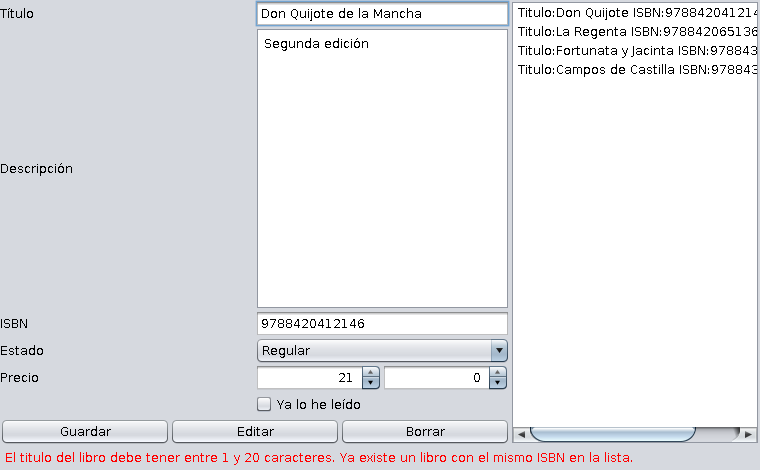 Título
Don Quijote de la Mancha
Descripción
Segunda edición
ISBN
9788420412146
Estado
Regular
Precio
21
0
Ya lo he leído
Guardar
Editar
Borrar
Titulo:Don Quijote ISBN:978842041214
Titulo:La Regenta ISBN:978842065136
Titulo:Fortunata y Jacinta ISBN:97884
Titulo:Campos de Castilla ISBN:97884
El titulo del libro debe tener entre 1 y 20 caracteres. Ya existe un libro con el mismo ISBN en la lista.